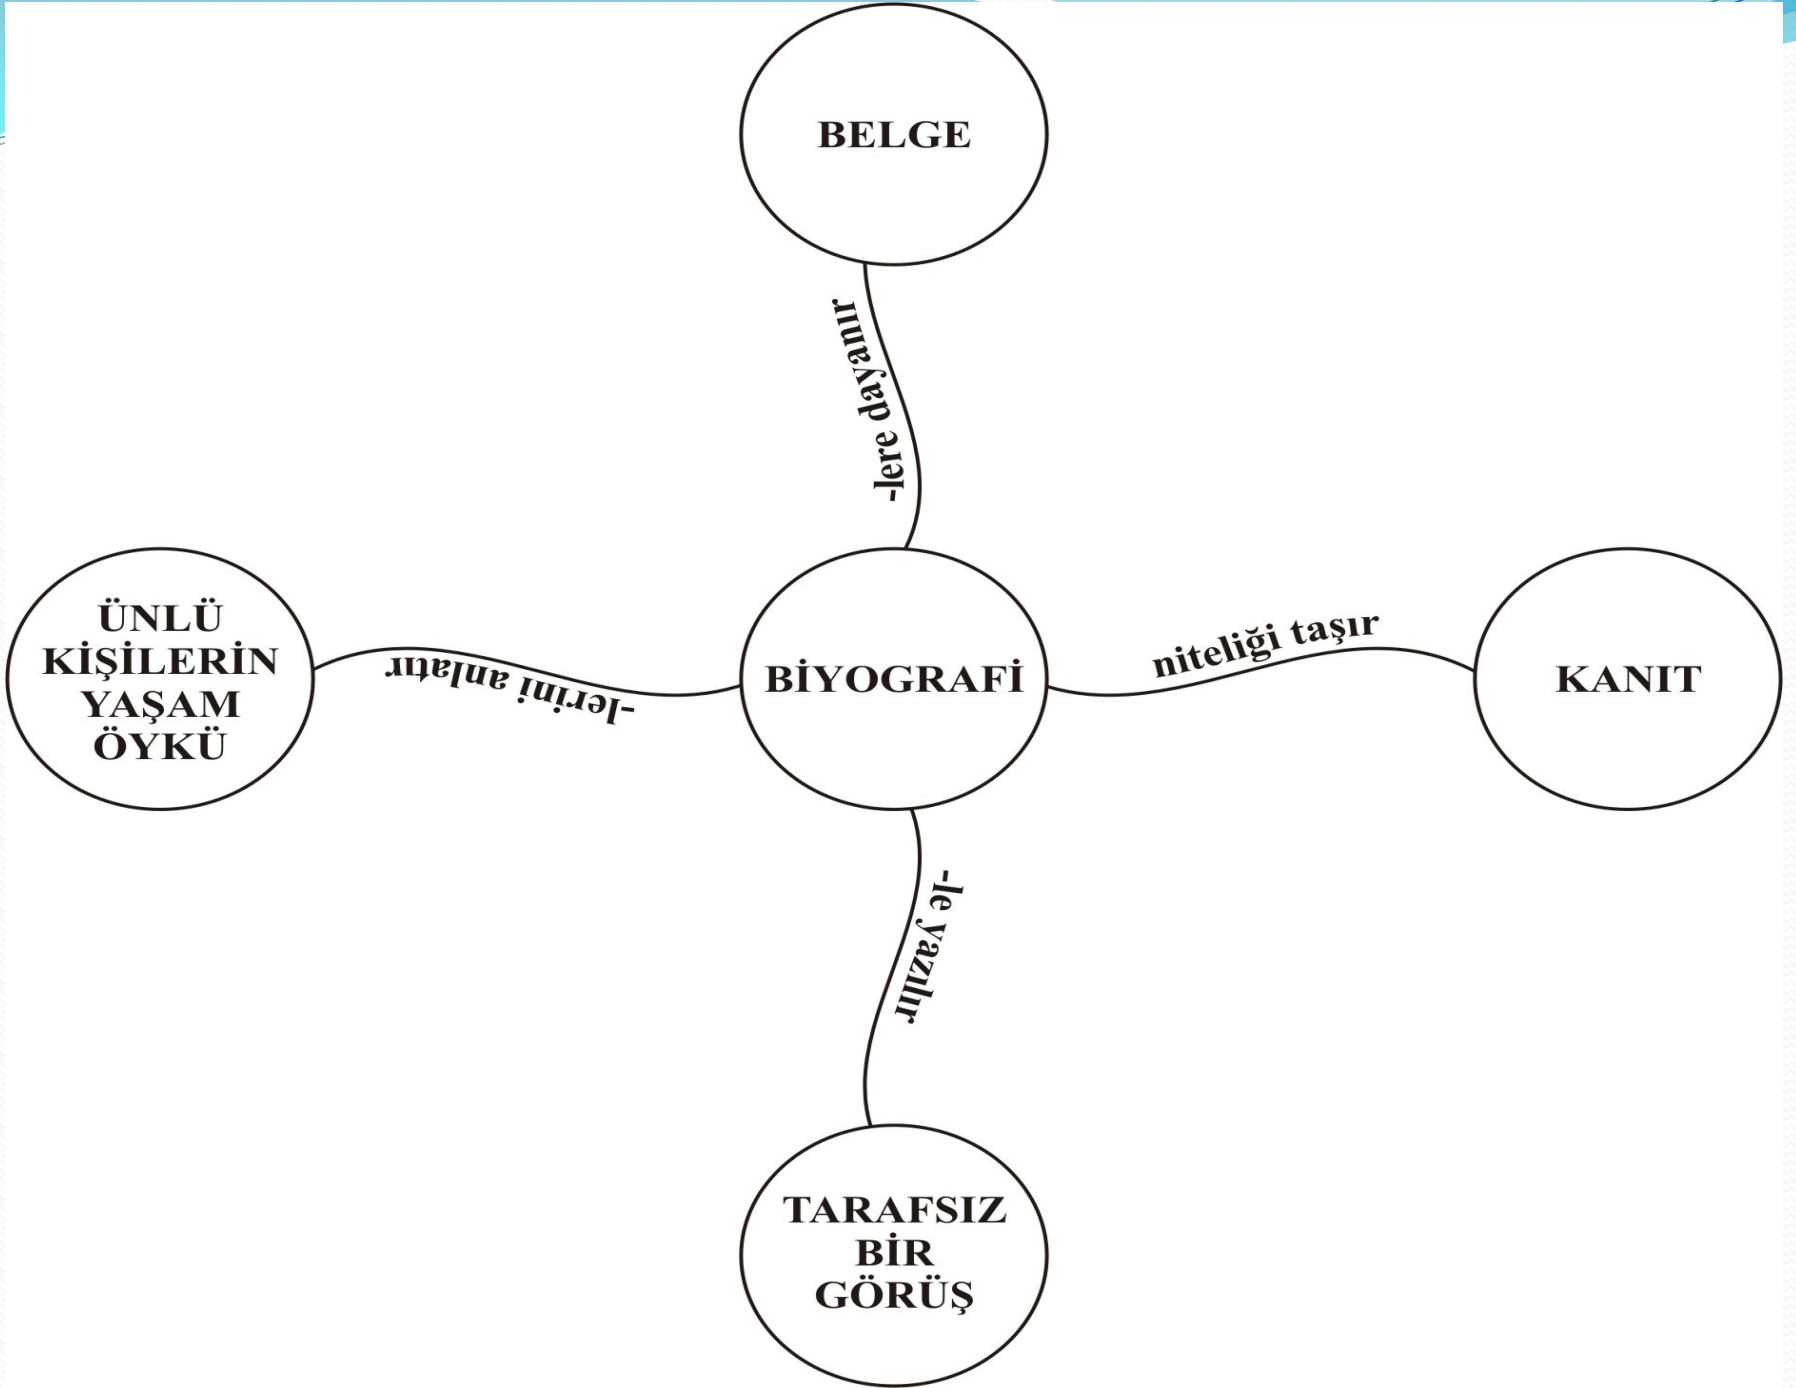 BELGE
-lere dayanır
ÜNLÜ
KİŞİLERİN
YAŞAM
ÖYKÜ
-lerini anlatır
BİYOGRAFİ
niteliği taşır
KANIT
-le yazılır
TARAFSIZ
BİR
GÖRÜŞ